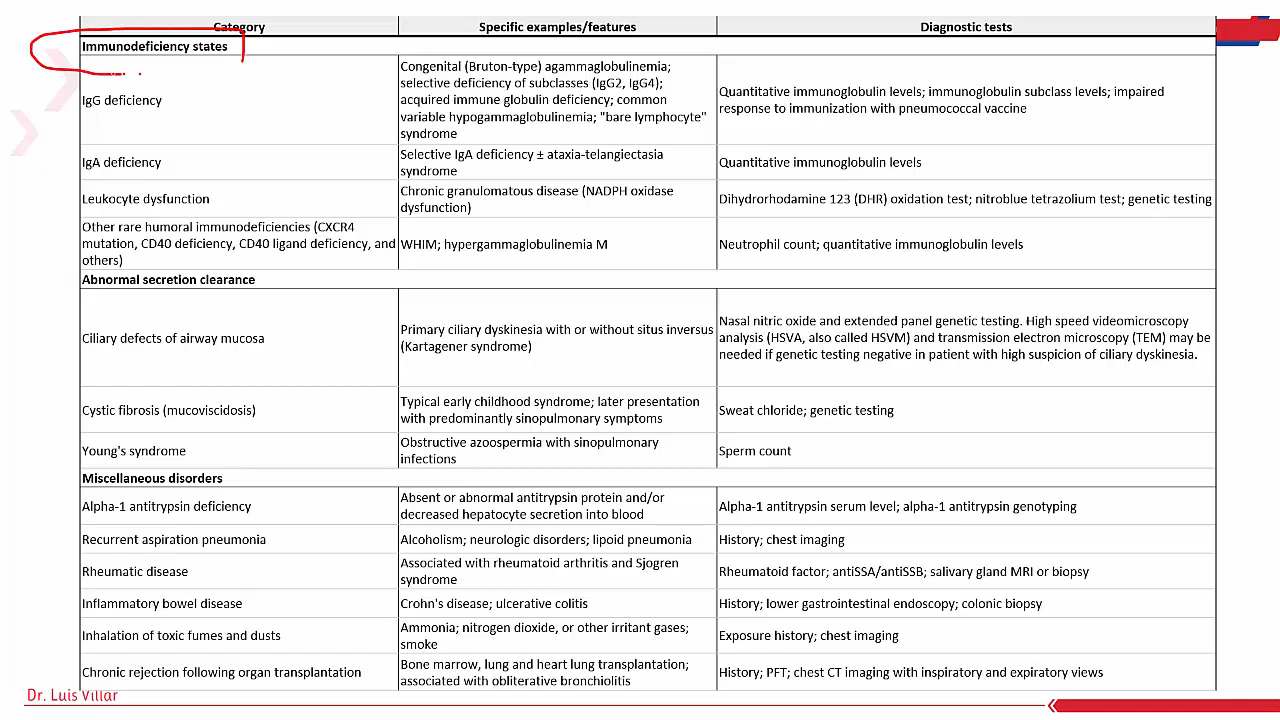 Category Specific examples/features Diagnostic tests
Immunodeficiency states
IgG deficiency
Congenital (Bruton-type) agammaglobulinemia;
selective deficiency of subclasses (IgG2, IgG4);
acquired immune globulin deficiency; common
variable hypogammaglobulinemia; "bare lymphocyte"
syndrome
Quantitative immunoglobulin levels; immunoglobulin subclass levels; impaired
response to immunization with pneumococcal vaccine
IgA deficiency
Selective IgA deficiency ± ataxia-telangiectasia
syndrome
Quantitative immunoglobulin levels
Leukocyte dysfunction
Chronic granulomatous disease (NADPH oxidase
dysfunction)
Dihydrorhodamine 123 (DHR) oxidation test; nitroblue tetrazolium test; genetic testing
Other rare humoral immunodeficiencies (CXCR4
mutation, CD40 deficiency, CD40 ligand deficiency, and
others)
WHIM; hypergammaglobulinemia M
Neutrophil count; quantitative immunoglobulin levels
Abnormal secretion clearance
Ciliary defects of airway mucosa
Primary ciliary dyskinesia with or without situs inversus
(Kartagener syndrome)
Nasal nitric oxide and extended panel genetic testing. High speed videomicroscopy
analysis (HSVA, also called HSVM) and transmission electron microscopy (TEM) may be
needed if genetic testing negative in patient with high suspicion of ciliary dyskinesia.
Cystic fibrosis (mucoviscidosis)
Typical early childhood syndrome; later presentation
with predominantly sinopulmonary symptoms
Sweat chloride; genetic testing
Young's syndrome
Obstructive azoospermia with sinopulmonary
infections
Sperm count
Miscellaneous disorders
Alpha-1 antitrypsin deficiency
Absent or abnormal antitrypsin protein and/or
decreased hepatocyte secretion into blood
Alpha-1 antitrypsin serum level; alpha-1 antitrypsin genotyping
Recurrent aspiration pneumonia
Alcoholism; neurologic disorders; lipoid pneumonia
History; chest imaging
Rheumatic disease
Associated with rheumatoid arthritis and Sjogren
syndrome
Rheumatoid factor; antiSSA/antiSSB; salivary gland MRI or biopsy
Inflammatory bowel disease
Crohn's disease; ulcerative colitis
History; lower gastrointestinal endoscopy; colonic biopsy
Inhalation of toxic fumes and dusts
Ammonia; nitrogen dioxide, or other irritant gases;
smoke
Exposure history; chest imaging
Chronic rejection following organ transplantation
Bone marrow, lung and heart lung transplantation;
associated with obliterative bronchiolitis
History; PFT; chest CT imaging with inspiratory and expiratory views
Dr. Luis Villar